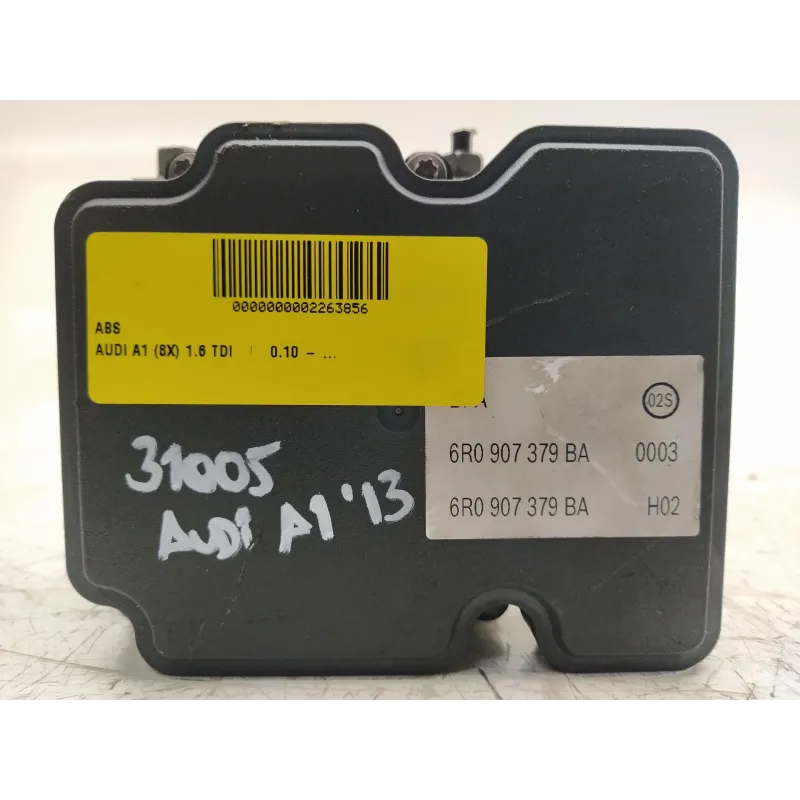 0000000002263856
ABS
AUDI A1 (8X) 1.6 TDI | 0.10 – ...
02S
6R0 907 379 BA 0003
6R0 907 379 BA H02
31005
AUDI A1 '13